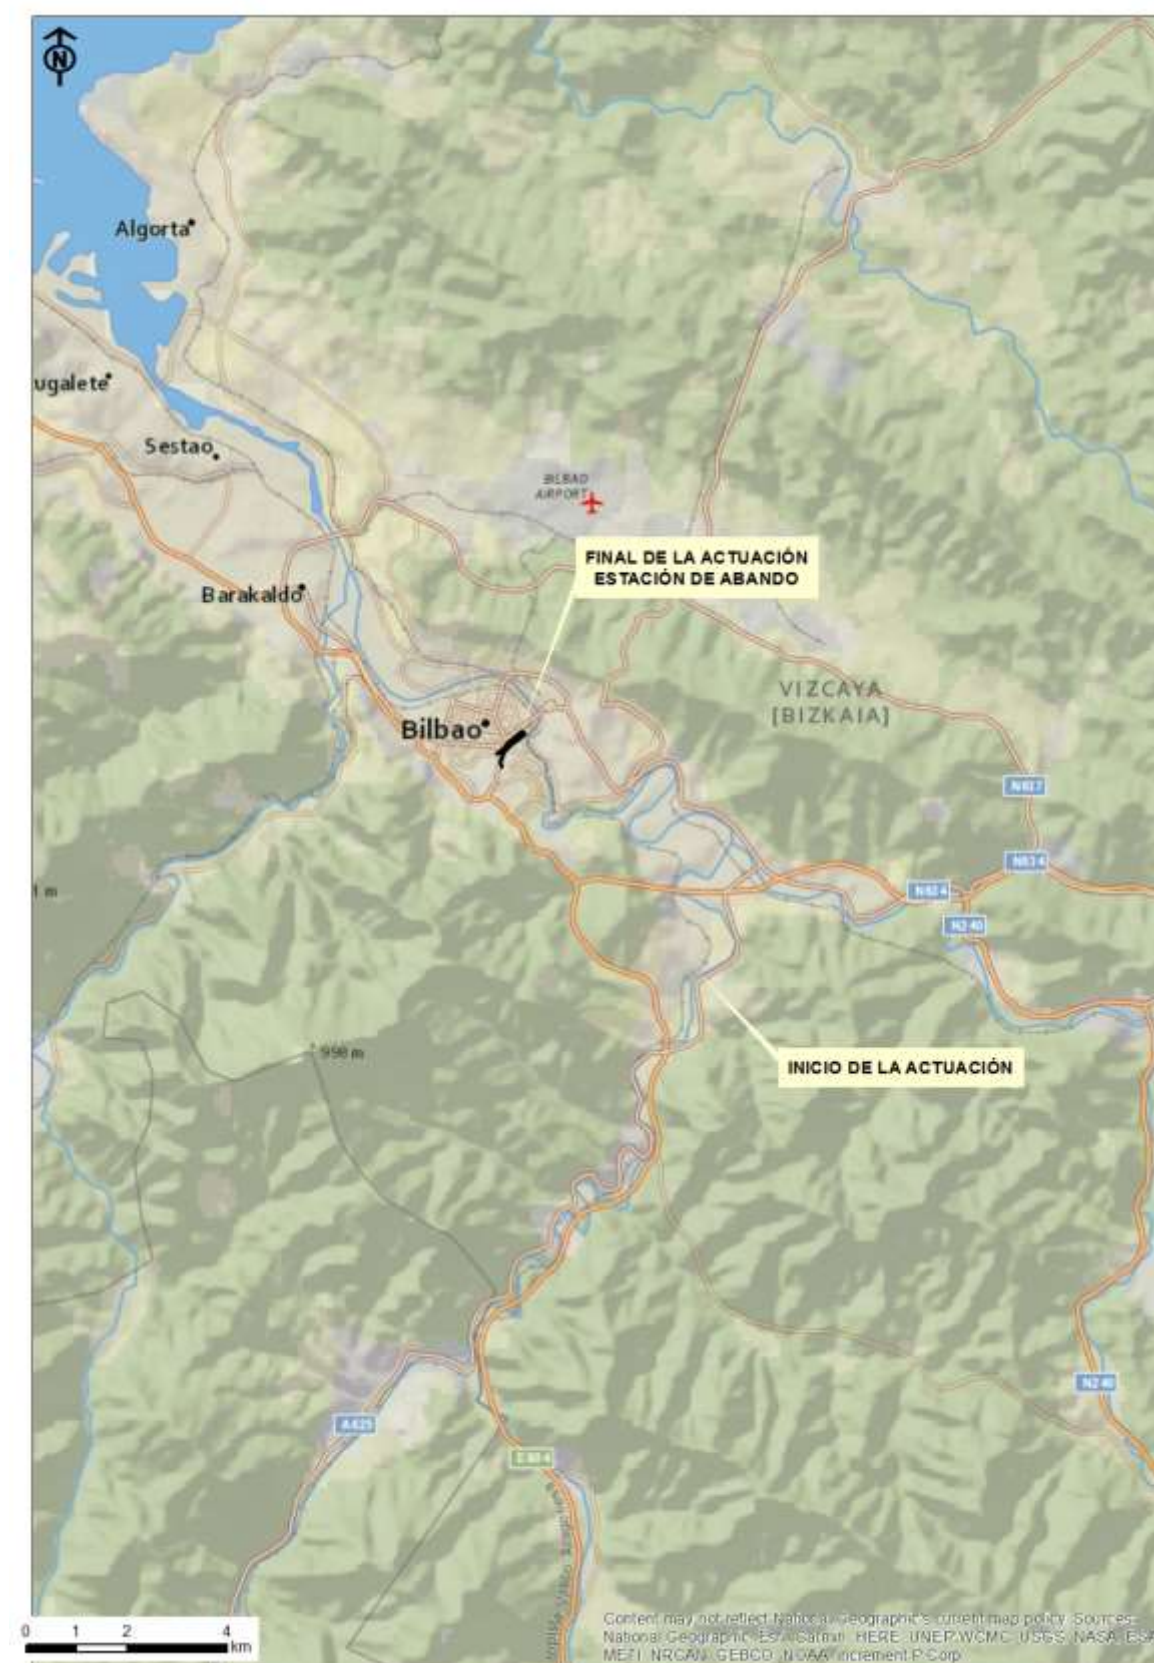 N
Algorta
ugalete
Sestao
BILBAO
AIRPORT
FINAL DE LA ACTUACIÓN
ESTACIÓN DE ABANDO
Barakaldo
VIZCAYA
[BIZKAIA]
Bilbao
N637
N634
1 m
N634
N240
998 m
INICIO DE LA ACTUACIÓN
N240
A625
E804
0 1 2 4
km
Content may not reflect National Geographic's current map policy. Sources:
National Geographic, Esri, Garmin, HERE, UNEP-WCMC, USGS, NASA, ESA,
METI, NRCAN, GEBCO, NOAA, increment P Corp.